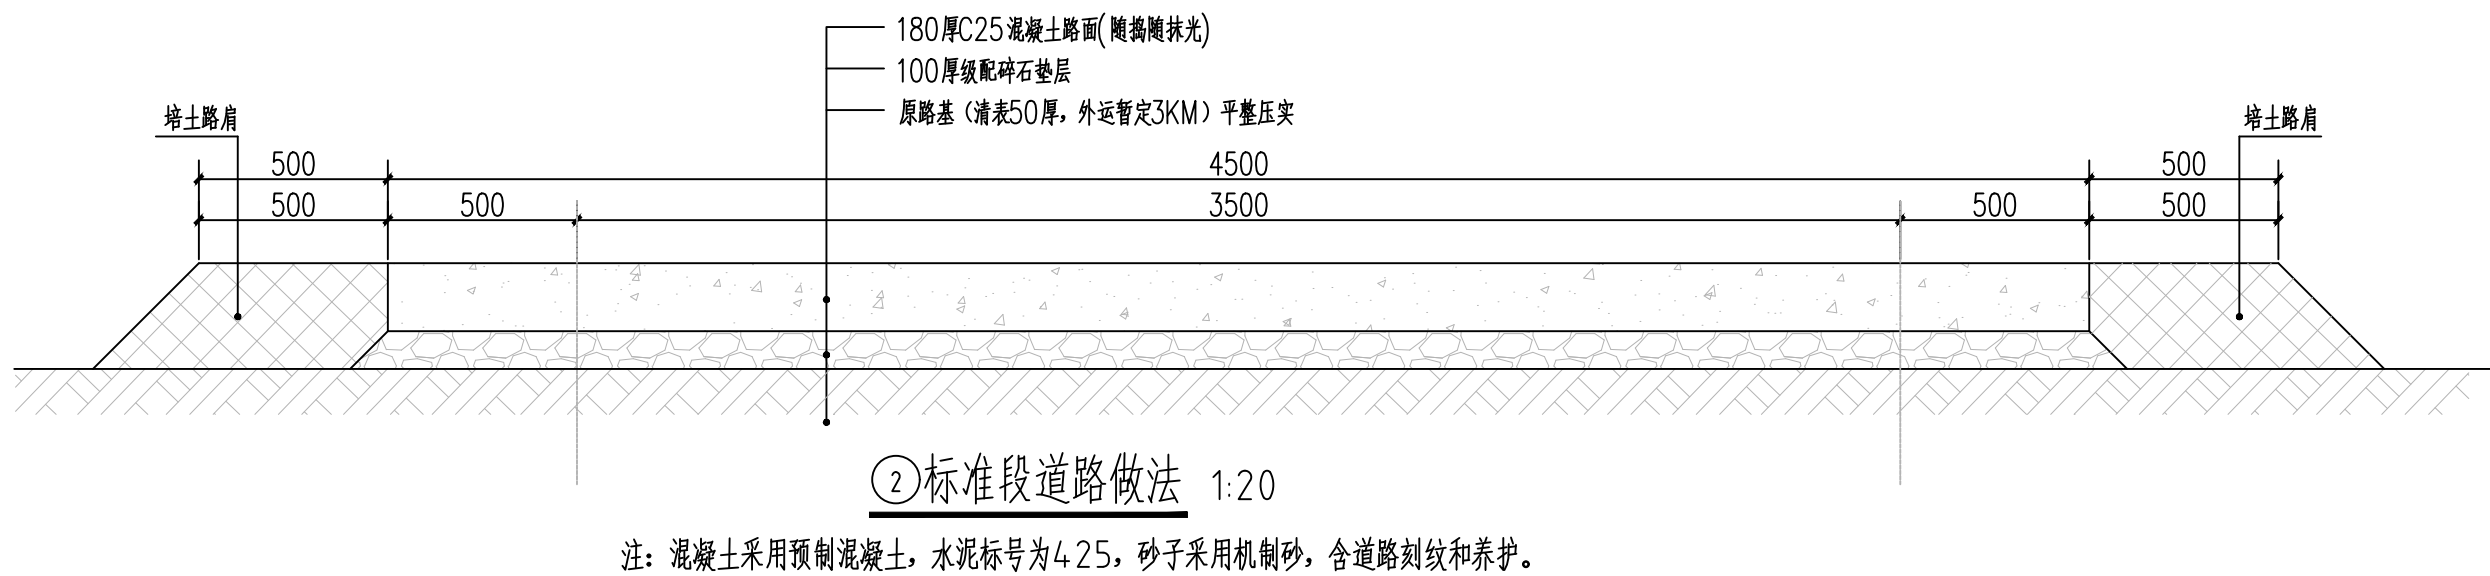 180厚C25混凝土路面(随捣随抹光)
100厚级配碎石垫层
原路基（清表50厚，外运暂定3KM）平整压实
培土路肩
培土路肩
500 4500 500
500 500 3500 500 500
2 标准段道路做法 1:20
注：混凝土采用预制混凝土，水泥标号为425，砂子采用机制砂，含道路刻纹和养护。